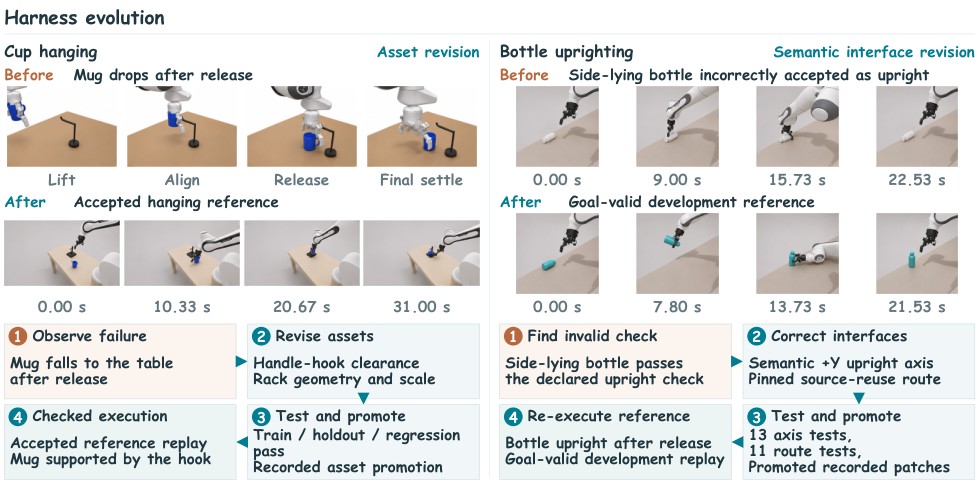 Harness evolution
Cup hanging
Asset revision
Before Mug drops after release
Lift Align Release Final settle
After Accepted hanging reference
0.00 s 10.33 s 20.67 s 31.00 s
1 Observe failure
Mug falls to the table
after release
2 Revise assets
Handle-hook clearance
Rack geometry and scale
4 Checked execution
Accepted reference replay
Mug supported by the hook
3 Test and promote
Train / holdout / regression
pass
Recorded asset promotion
Bottle uprighting
Semantic interface revision
Before Side-lying bottle incorrectly accepted as upright
0.00 s 9.00 s 15.73 s 22.53 s
After Goal-valid development reference
0.00 s 7.80 s 13.73 s 21.53 s
1 Find invalid check
Side-lying bottle passes
the declared upright check
2 Correct interfaces
Semantic +Y upright axis
Pinned source-reuse route
4 Re-execute reference
Bottle upright after release
Goal-valid development replay
3 Test and promote
13 axis tests,
11 route tests,
Promoted recorded patches